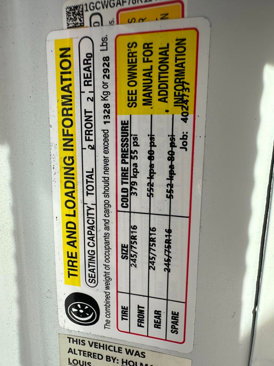 TIRE AND LOADING INFORMATION
SEATING CAPACITY, TOTAL 2 FRONT 2, REAR 0
The combined weight of occupants and cargo should never exceed 1328 Kg or 2928 Lbs.
TIRE SIZE COLD TIRE PRESSURE
FRONT 245/75R16 379 kpa 55 psi
REAR 245/75R16 552 kpa 80 psi
SPARE 245/75R16 552 kpa 80 psi
SEE OWNER'S
MANUAL FOR
ADDITIONAL
INFORMATION
Job: 4024737
THIS VEHICLE WAS
ALTERED BY: